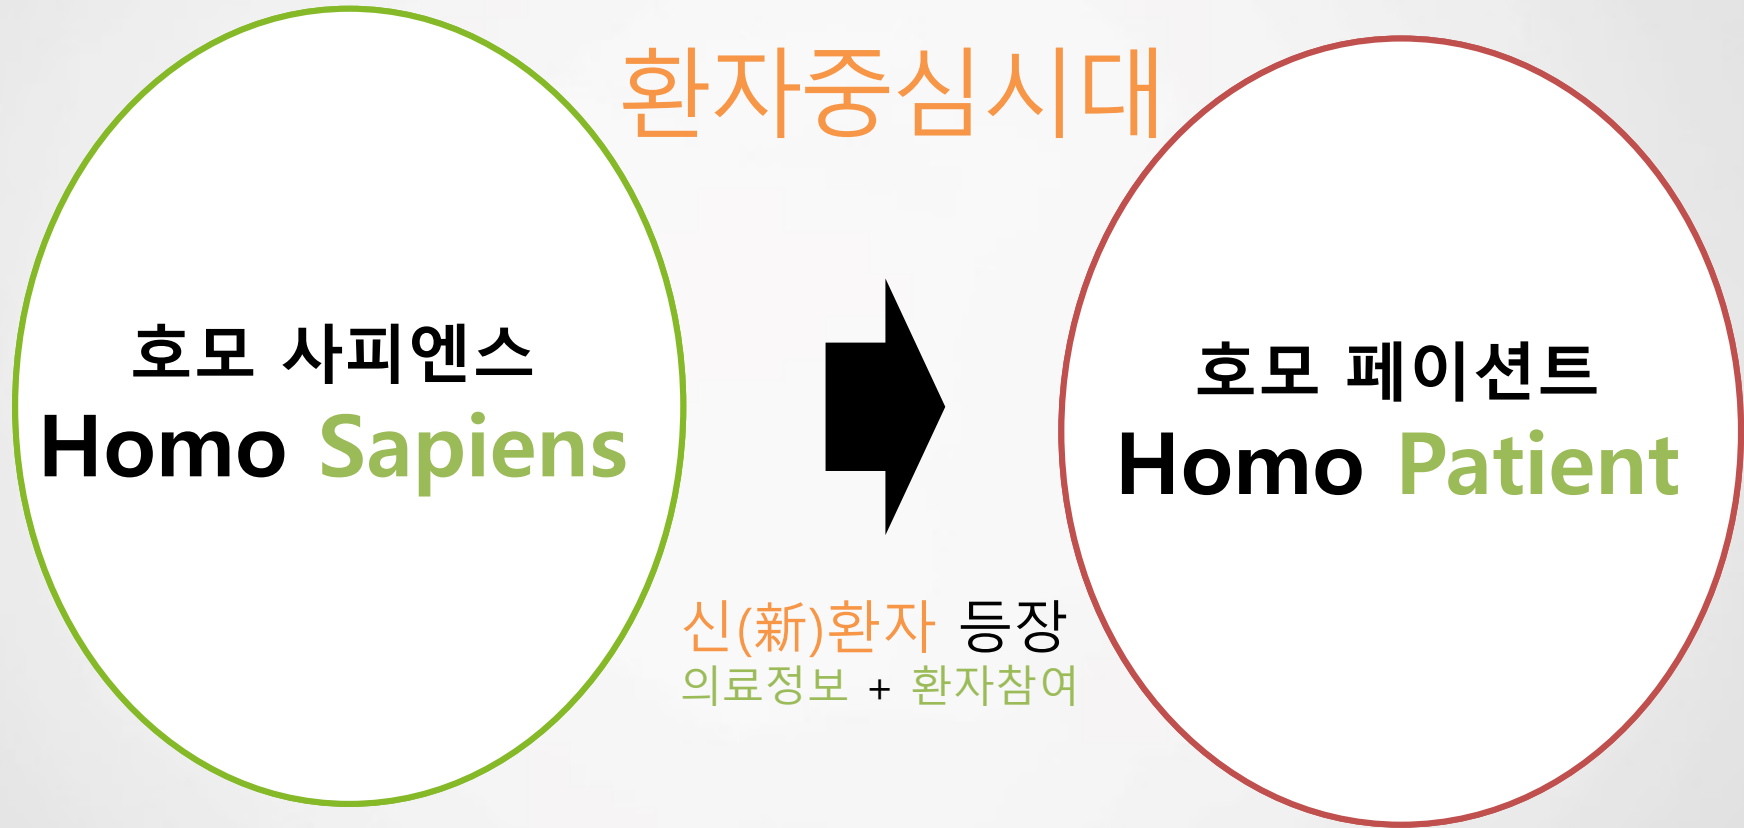 환자중심시대
호모 사피엔스
Homo Sapiens
호모 페이션트
Homo Patient
신(新)환자 등장
의료정보 + 환자참여